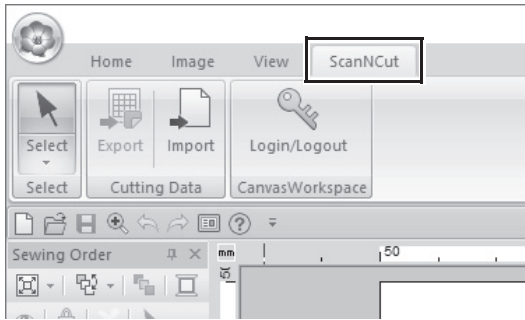 Home Image View ScanNCut
Select Export Import Login/Logout
Select Cutting Data CanvasWorkspace
Sewing Order
mm 50
50